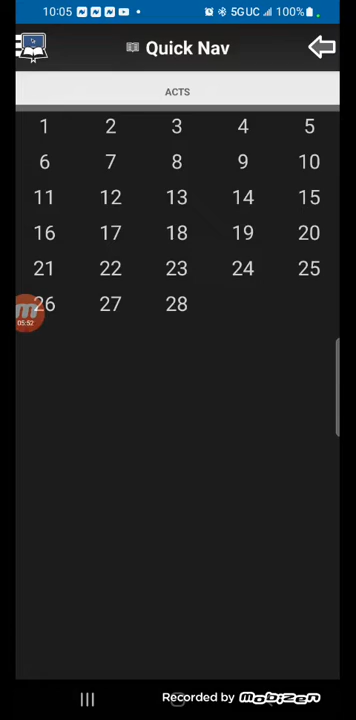 10:05 5GUC 100%
Quick Nav
ACTS
1 2 3 4 5
6 7 8 9 10
11 12 13 14 15
16 17 18 19 20
21 22 23 24 25
26 27 28
05:52
Recorded by mobizen